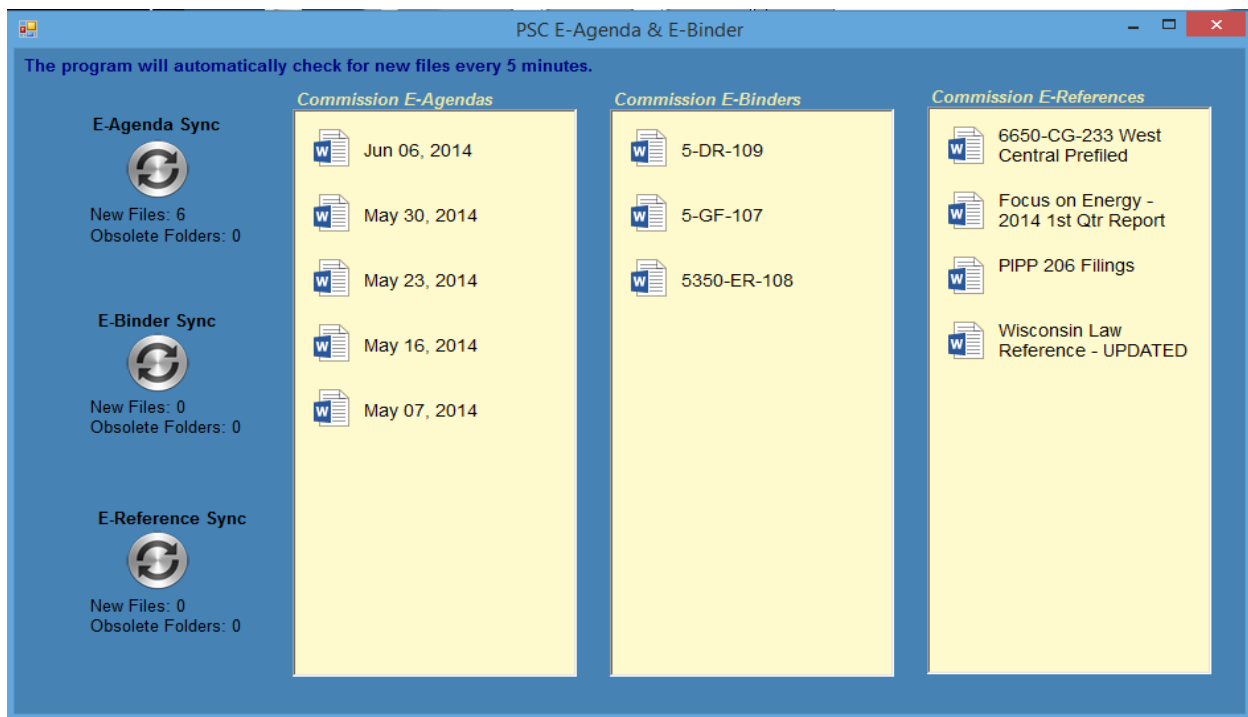 PSC E-Agenda & E-Binder
The program will automatically check for new files every 5 minutes.
E-Agenda Sync
New Files: 6
Obsolete Folders: 0
E-Binder Sync
New Files: 0
Obsolete Folders: 0
E-Reference Sync
New Files: 0
Obsolete Folders: 0
Commission E-Agendas
Jun 06, 2014
May 30, 2014
May 23, 2014
May 16, 2014
May 07, 2014
Commission E-Binders
5-DR-109
5-GF-107
5350-ER-108
Commission E-References
6650-CG-233 West
Central Prefiled
Focus on Energy -
2014 1st Qtr Report
PIPP 206 Filings
Wisconsin Law
Reference - UPDATED